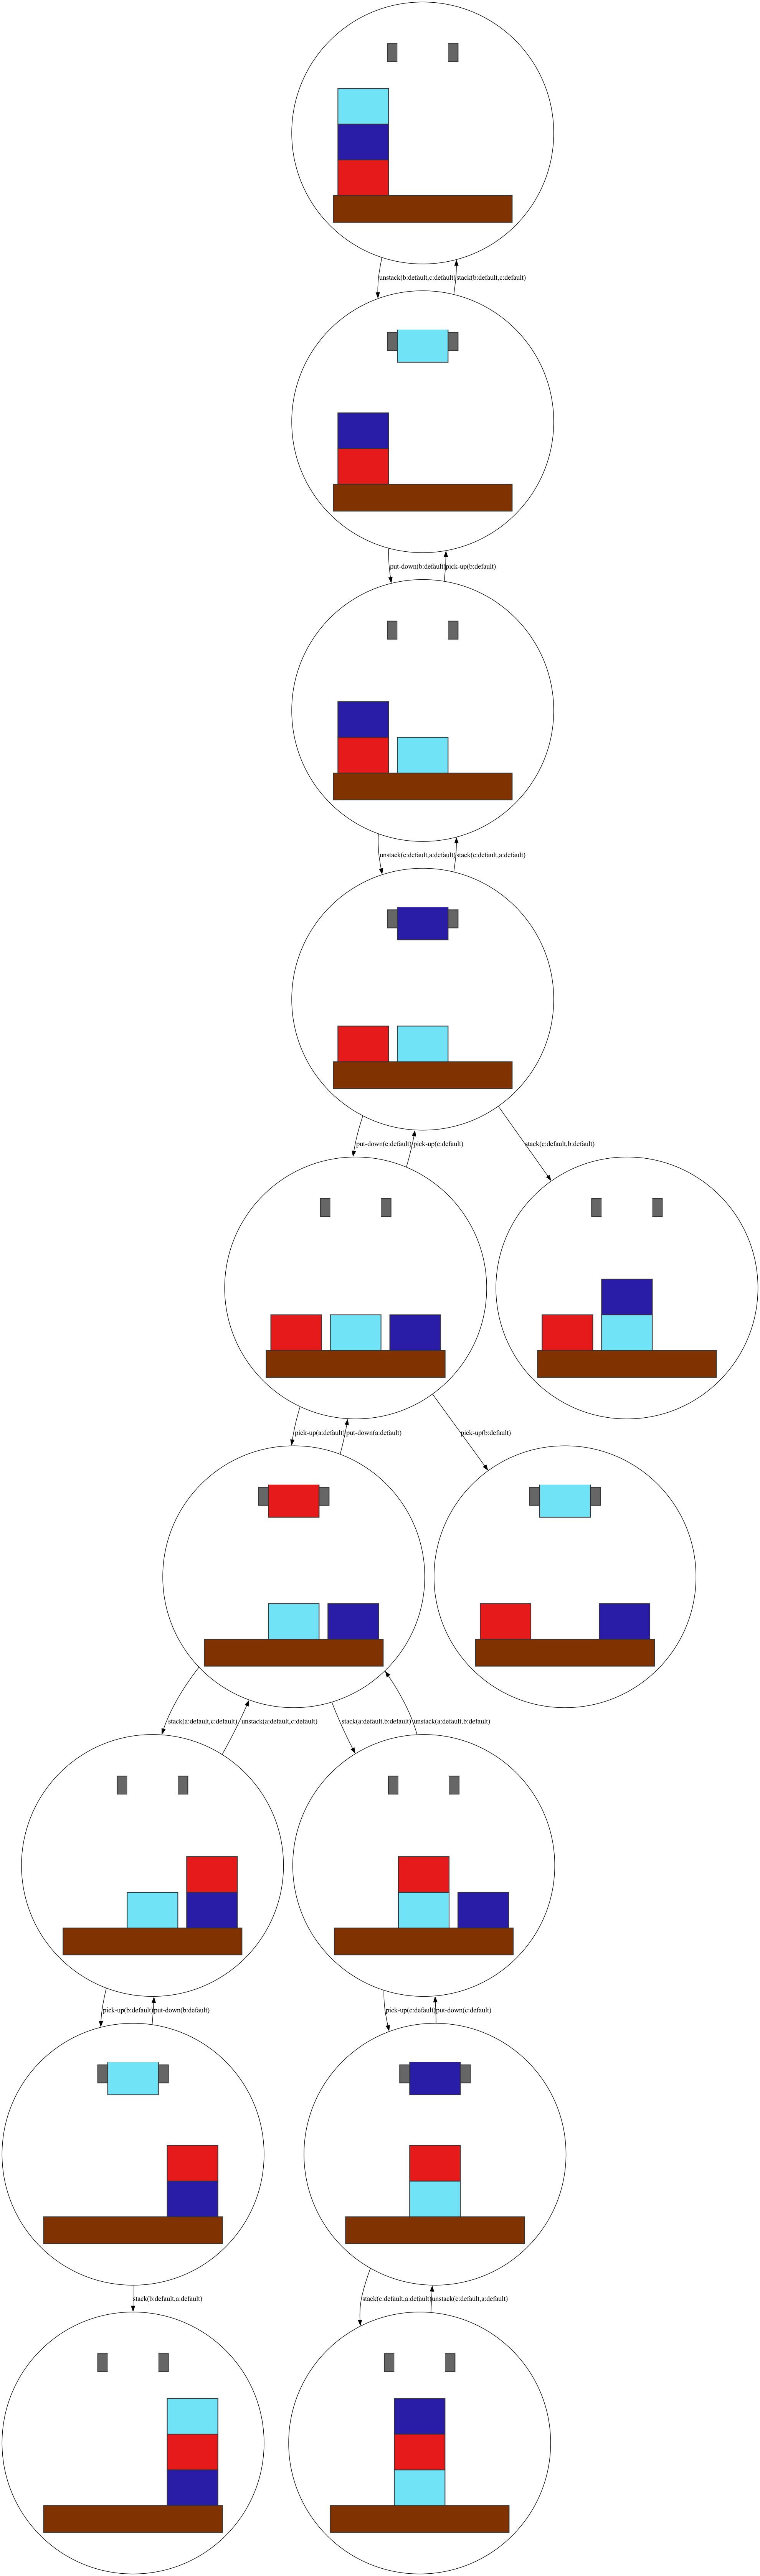 unstack(b:default,c:default)
stack(b:default,c:default)
put-down(b:default)
pick-up(b:default)
unstack(c:default,a:default)
stack(c:default,a:default)
put-down(c:default)
pick-up(c:default)
stack(c:default,b:default)
pick-up(a:default)
put-down(a:default)
pick-up(b:default)
stack(a:default,c:default)
unstack(a:default,c:default)
stack(a:default,b:default)
unstack(a:default,b:default)
pick-up(b:default)
put-down(b:default)
pick-up(c:default)
put-down(c:default)
stack(b:default,a:default)
stack(c:default,a:default)
unstack(c:default,a:default)